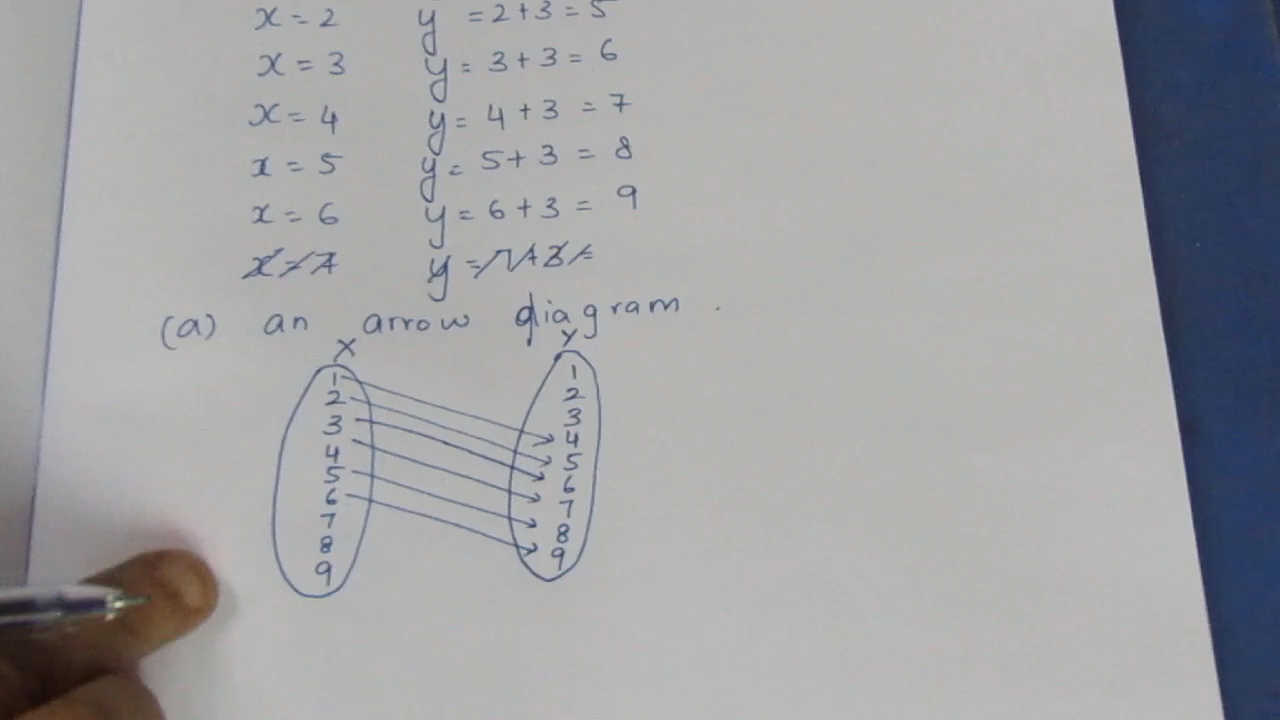 x = 2 y = 2 + 3 = 5
x = 3 y = 3 + 3 = 6
x = 4 y = 4 + 3 = 7
x = 5 y = 5 + 3 = 8
x = 6 y = 6 + 3 = 9
x = 7 y =
(a) an arrow diagram .
X Y
1 1
2 2
3 3
4 4
5 5
6 6
7 7
8 8
9 9